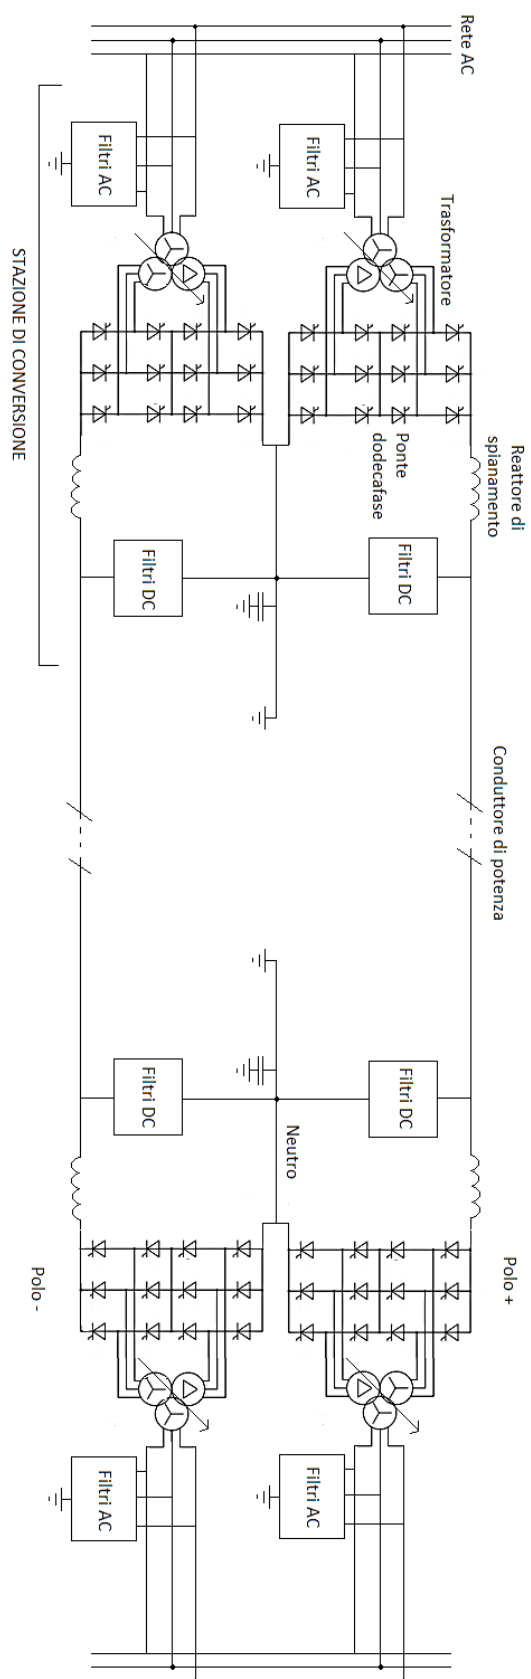 Rete AC
Trasformatore
Reattore di
spianamento
Conduttore di potenza
Polo +
Ponte
dodecafase
Filtri DC
Filtri DC
Filtri AC
Filtri AC
Neutro
Filtri DC
Filtri DC
Filtri AC
Filtri AC
Polo -
STAZIONE DI CONVERSIONE